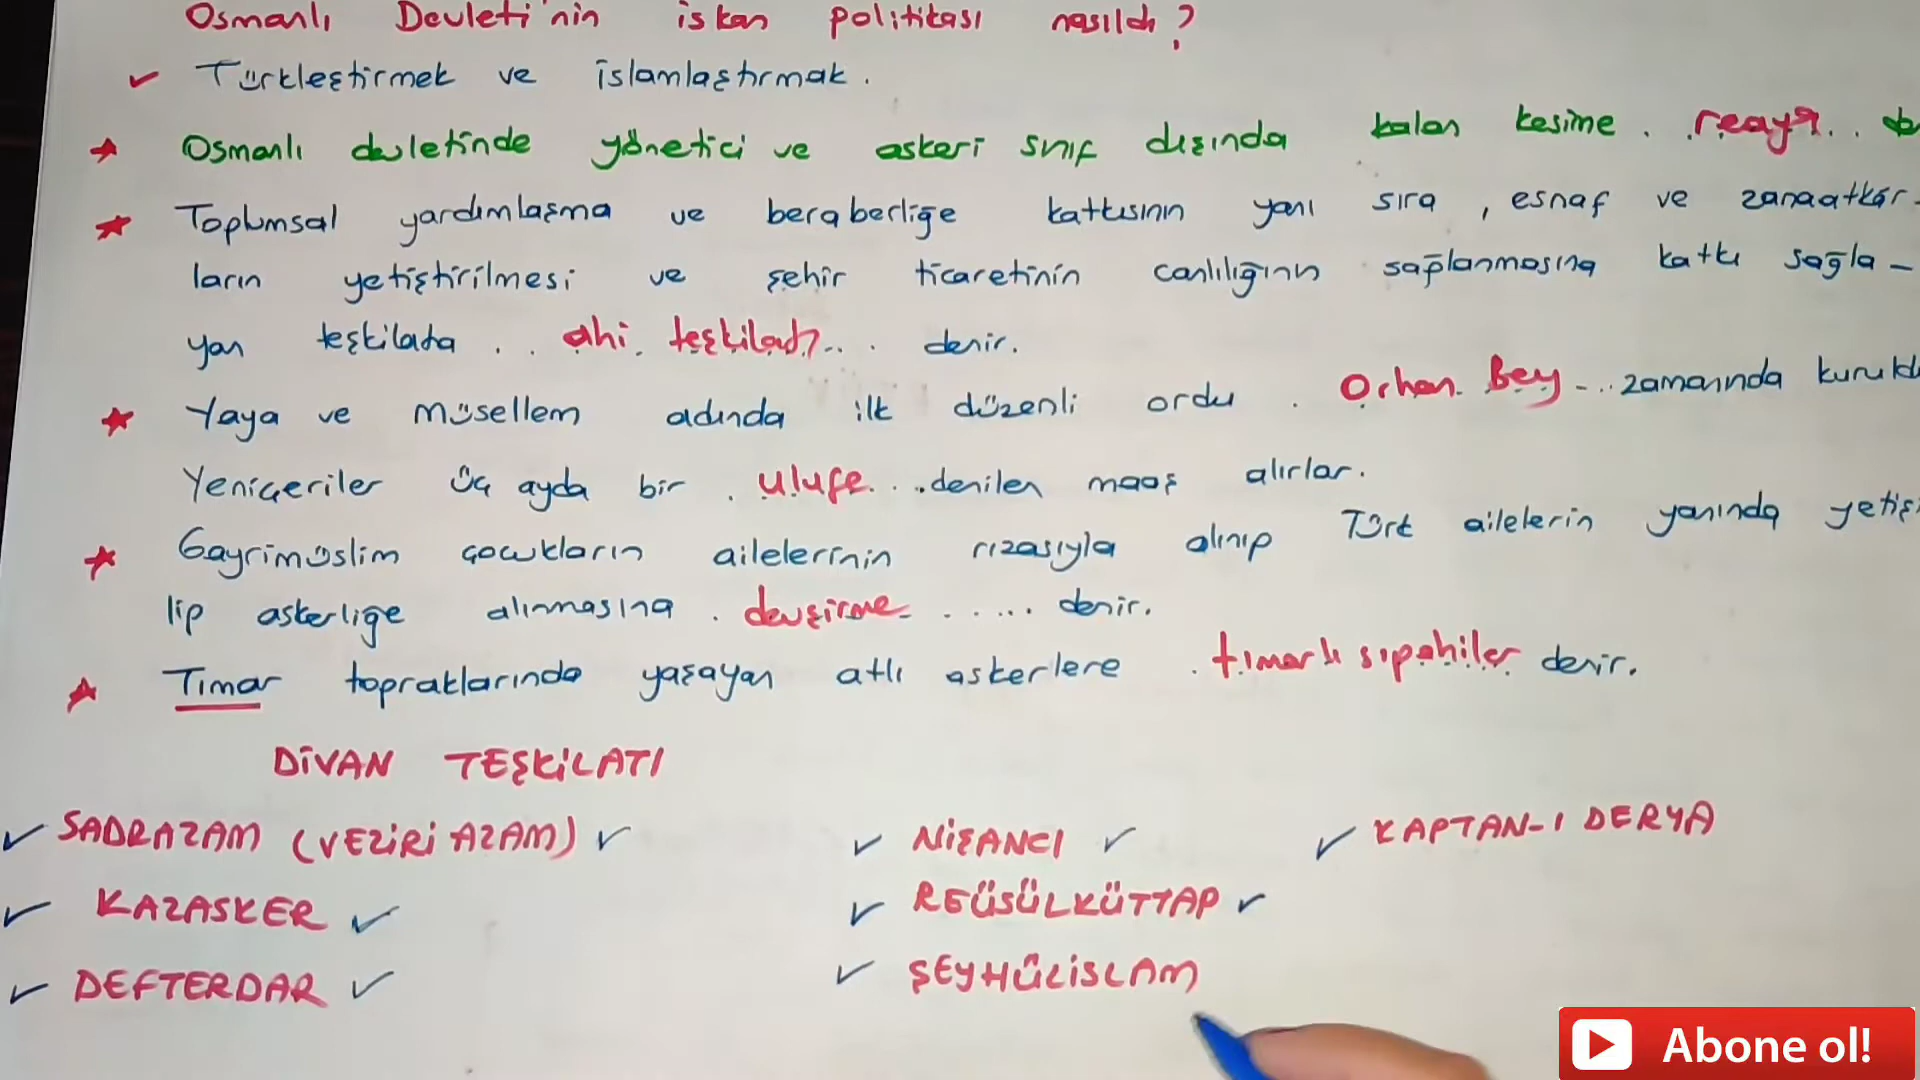 Osmanlı Devleti'nin iskan politikası nasıldı?
Türkleştirmek ve islamlaştırmak.
Osmanlı devletinde yönetici ve askeri sınıf dışında kalan kesime . . reaya . .
Toplumsal yardımlaşma ve beraberliğe katkısının yanı sıra , esnaf ve zanaatkar-
ların yetiştirilmesi ve şehir ticaretinin canlılığının sağlanmasına katkı sağla-
yan teşkilata . . ahi teşkilatı . . . denir.
Yaya ve müsellem adında ilk düzenli ordu . Orhan Bey . . . zamanında
Yeniçeriler üç ayda bir . ulufe . . . denilen maaş alırlar.
Gayrimüslim çocukların ailelerinin rızasıyla alınıp Türk ailelerin yanında yetişi
lip askerliğe alınmasına . devşirme . . . . . denir.
Tımar topraklarında yaşayan atlı askerlere . tımarlı sipahiler denir.
DİVAN TEŞKİLATI
SADRAZAM (VEZİRİ AZAM) NİŞANCI KAPTAN-I DERYA
KAZASKER REÜSÜLKÜTTAP
DEFTERDAR ŞEYHÜLİSLAM
Abone ol!